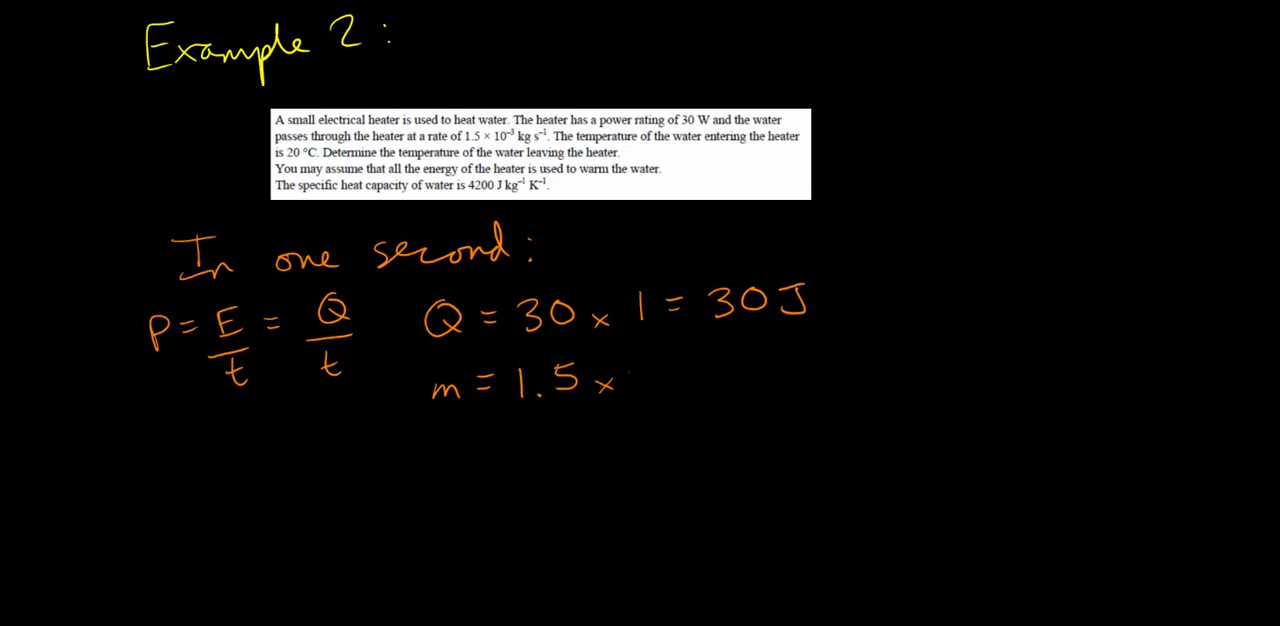 Example 2:
A small electrical heater is used to heat water. The heater has a power rating of 30 W and the water
passes through the heater at a rate of 1.5 × 10⁻³ kg s⁻¹. The temperature of the water entering the heater
is 20 °C. Determine the temperature of the water leaving the heater.
You may assume that all the energy of the heater is used to warm the water.
The specific heat capacity of water is 4200 J kg⁻¹ K⁻¹.
In one second:
P = E/t = Q/t Q = 30 × 1 = 30 J
m = 1.5 ×